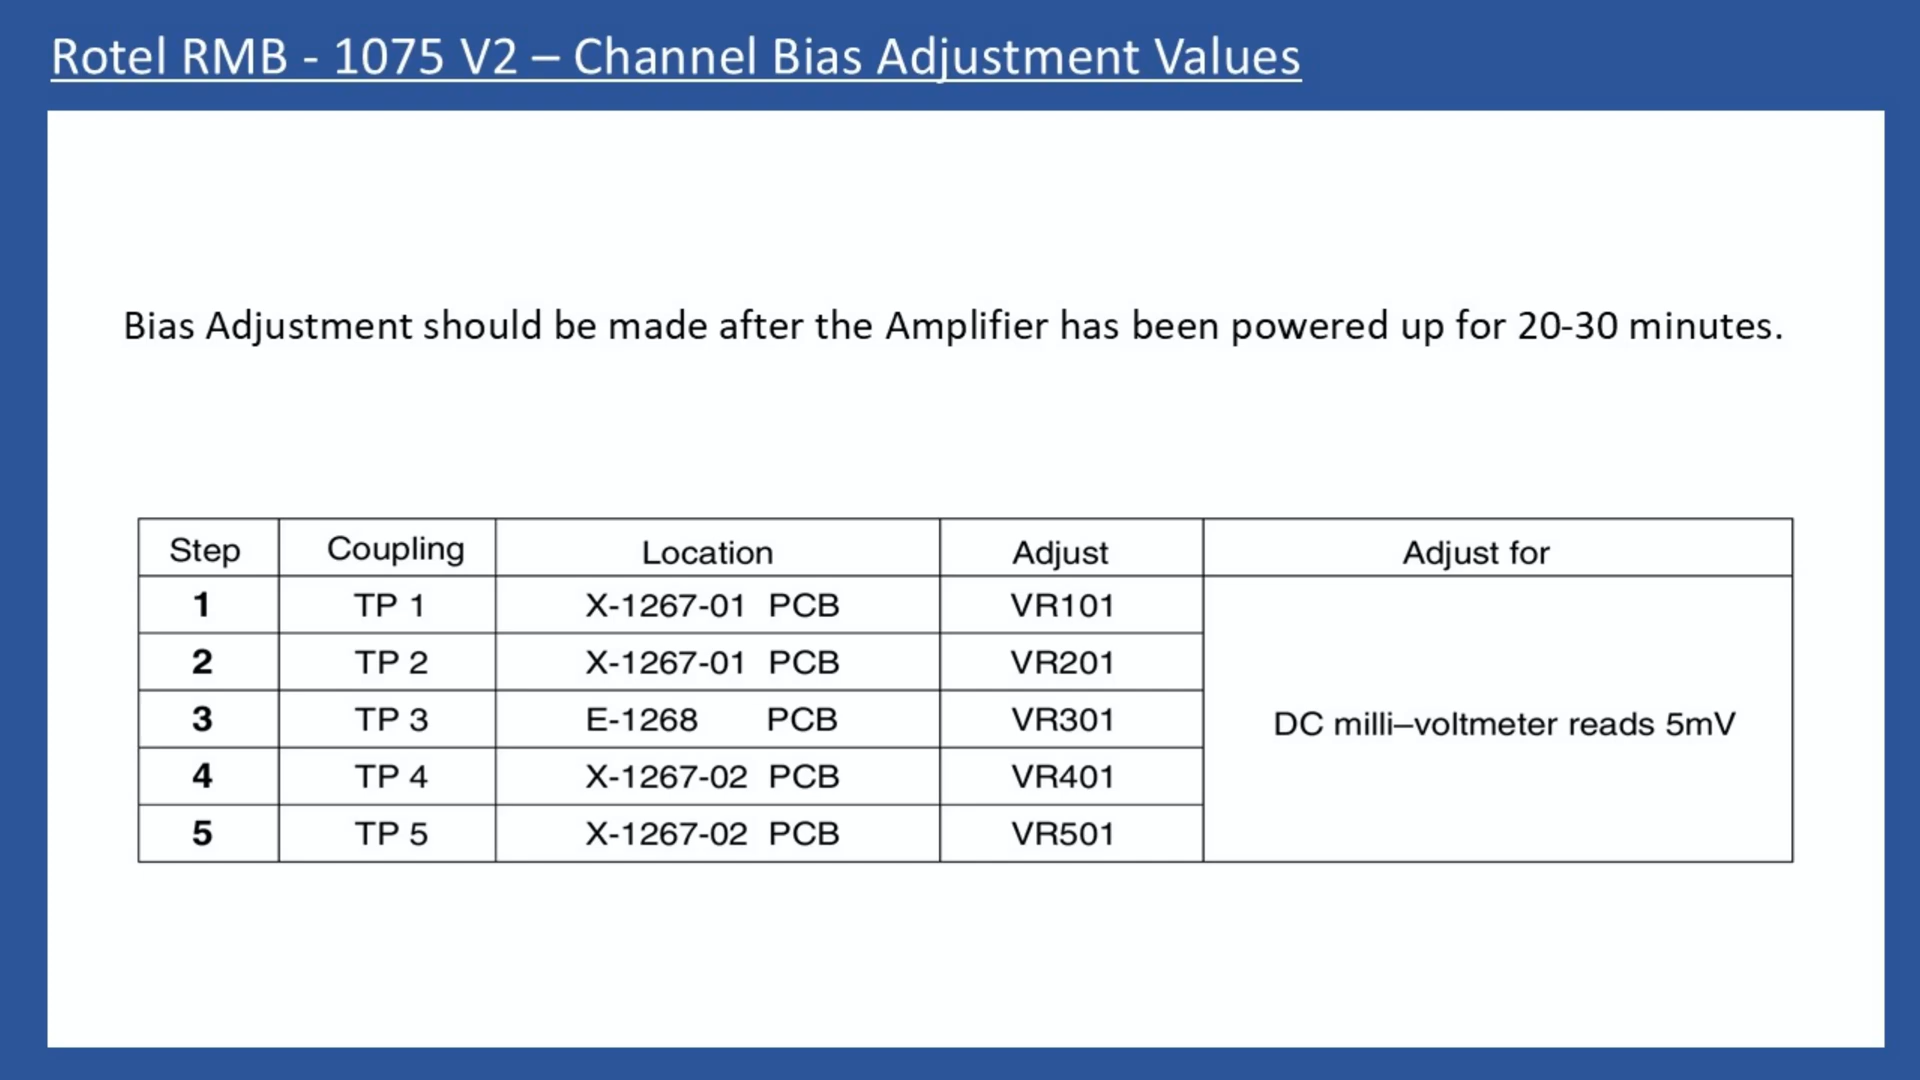 Rotel RMB - 1075 V2 – Channel Bias Adjustment Values
Bias Adjustment should be made after the Amplifier has been powered up for 20-30 minutes.
Step Coupling Location Adjust Adjust for
1 TP 1 X-1267-01 PCB VR101
2 TP 2 X-1267-01 PCB VR201
3 TP 3 E-1268 PCB VR301 DC milli–voltmeter reads 5mV
4 TP 4 X-1267-02 PCB VR401
5 TP 5 X-1267-02 PCB VR501